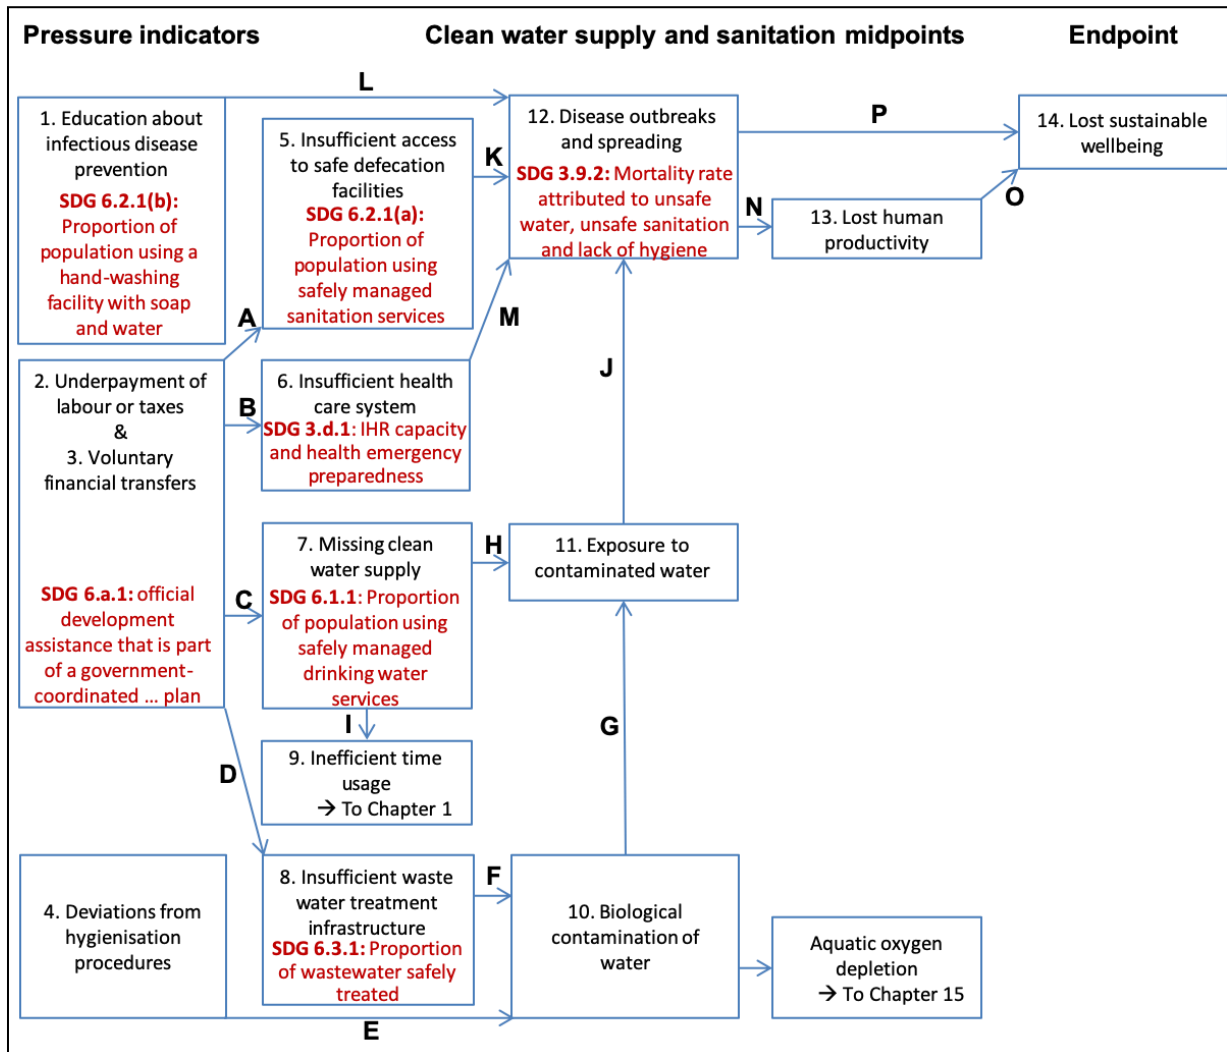 Pressure indicators
Clean water supply and sanitation midpoints
Endpoint
L
1. Education about
infectious disease
prevention
SDG 6.2.1(b):
Proportion of
population using a
hand-washing
facility with soap
and water
5. Insufficient access
to safe defecation
facilities
SDG 6.2.1(a):
Proportion of
population using
safely managed
sanitation services
K
12. Disease outbreaks
and spreading
SDG 3.9.2: Mortality rate
attributed to unsafe
water, unsafe sanitation
and lack of hygiene
P
14. Lost sustainable
wellbeing
N
13. Lost human
productivity
O
A
M
2. Underpayment of
labour or taxes
&
3. Voluntary
financial transfers
SDG 6.a.1: official
development
assistance that is part
of a government-
coordinated ... plan
B
6. Insufficient health
care system
SDG 3.d.1: IHR capacity
and health emergency
preparedness
J
C
7. Missing clean
water supply
SDG 6.1.1: Proportion
of population using
safely managed
drinking water
services
H
11. Exposure to
contaminated water
I
G
D
9. Inefficient time
usage
→ To Chapter 1
4. Deviations from
hygienisation
procedures
8. Insufficient waste
water treatment
infrastructure
SDG 6.3.1: Proportion
of wastewater safely
treated
F
10. Biological
contamination of
water
Aquatic oxygen
depletion
→ To Chapter 15
E